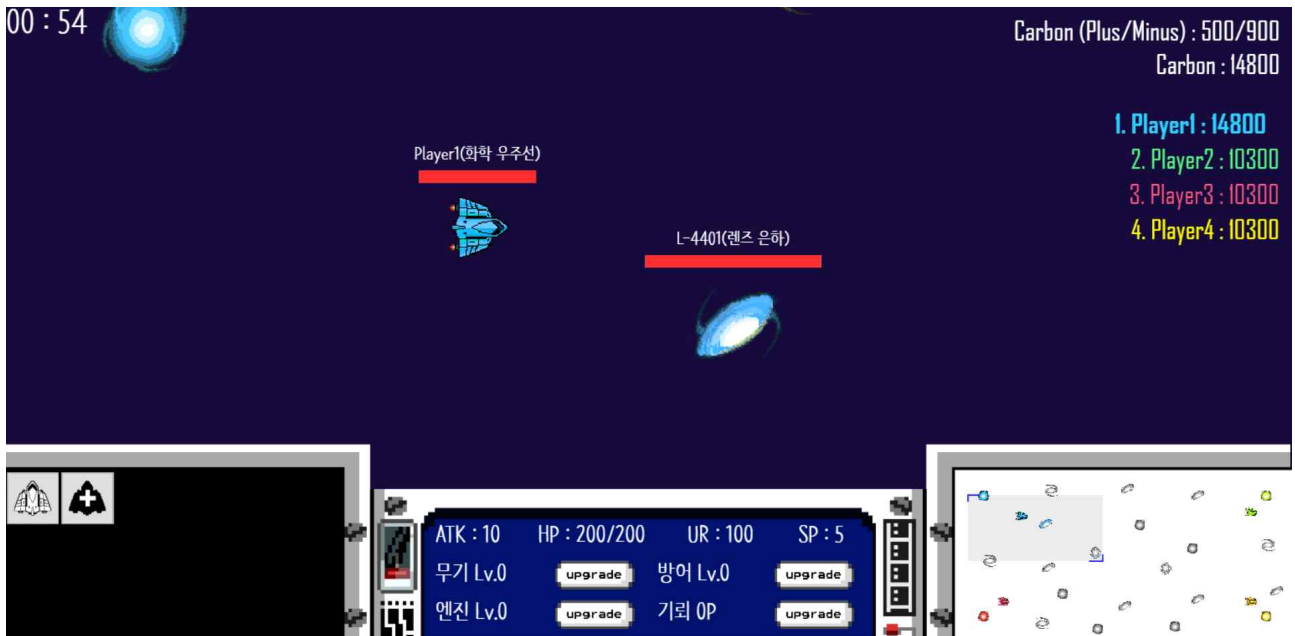 00 : 54
Carbon (Plus/Minus) : 500/900
Carbon : 14800
1. Player1 : 14800
2. Player2 : 10300
3. Player3 : 10300
4. Player4 : 10300
Player1(화학 우주선)
L-4401(렌즈 은하)
ATK : 10 HP : 200/200 UR : 100 SP : 5
무기 Lv.0 upgrade 방어 Lv.0 upgrade
엔진 Lv.0 upgrade 기뢰 0P upgrade